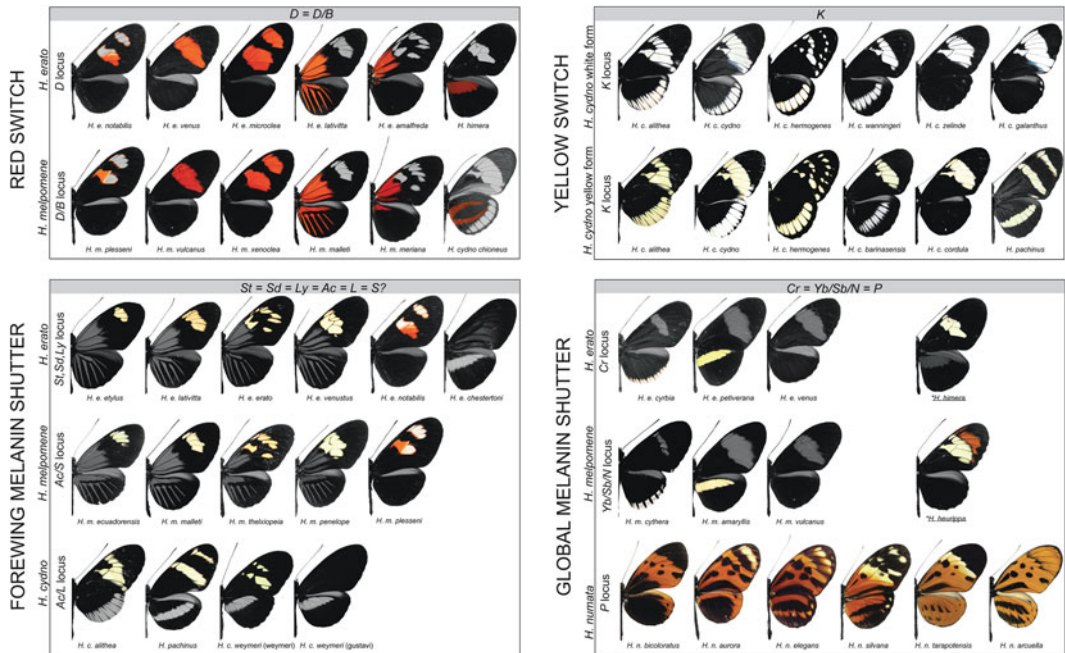 D = D/B
RED SWITCH
H. erato
D locus
H. e. notabilis H. e. venus H. e. microclea H. e. lativitta H. e. amalfreda H. himera
H. melpomene
D/B locus
H. m. plesseni H. m. vulcanus H. m. xenoclea H. m. malleti H. m. meriana H. cydno chioneus
K
YELLOW SWITCH
H. cydno white form
K locus
H. c. alithea H. c. cydno H. c. hermogenes H. c. wanningeri H. c. zelinde H. c. galanthus
H. cydno yellow form
K locus
H. c. alithea H. c. cydno H. c. hermogenes H. c. barinasensis H. c. cordula H. pachinus
St = Sd = Ly = Ac = L = S?
FOREWING MELANIN SHUTTER
H. erato
St,Sd,Ly locus
H. e. etylus H. e. lativitta H. e. erato H. e. venustus H. e. notabilis H. e. chestertoni
H. melpomene
Ac/S locus
H. m. ecuadorensis H. m. malleti H. m. thelxiopeia H. m. penelope H. m. plesseni
H. cydno
Ac/L locus
H. c. alithea H. pachinus H. c. weymeri (weymeri) H. c. weymeri (gustavi)
Cr = Yb/Sb/N = P
GLOBAL MELANIN SHUTTER
H. erato
Cr locus
H. e. cyrbia H. e. petiverana H. e. venus *H. himera
H. melpomene
Yb/Sb/N locus
H. m. cythera H. m. amaryllis H. m. vulcanus *H. heurippa
H. numata
P locus
H. n. bicoloratus H. n. aurora H. n. elegans H. n. silvana H. n. tarapotensis H. n. arcuella